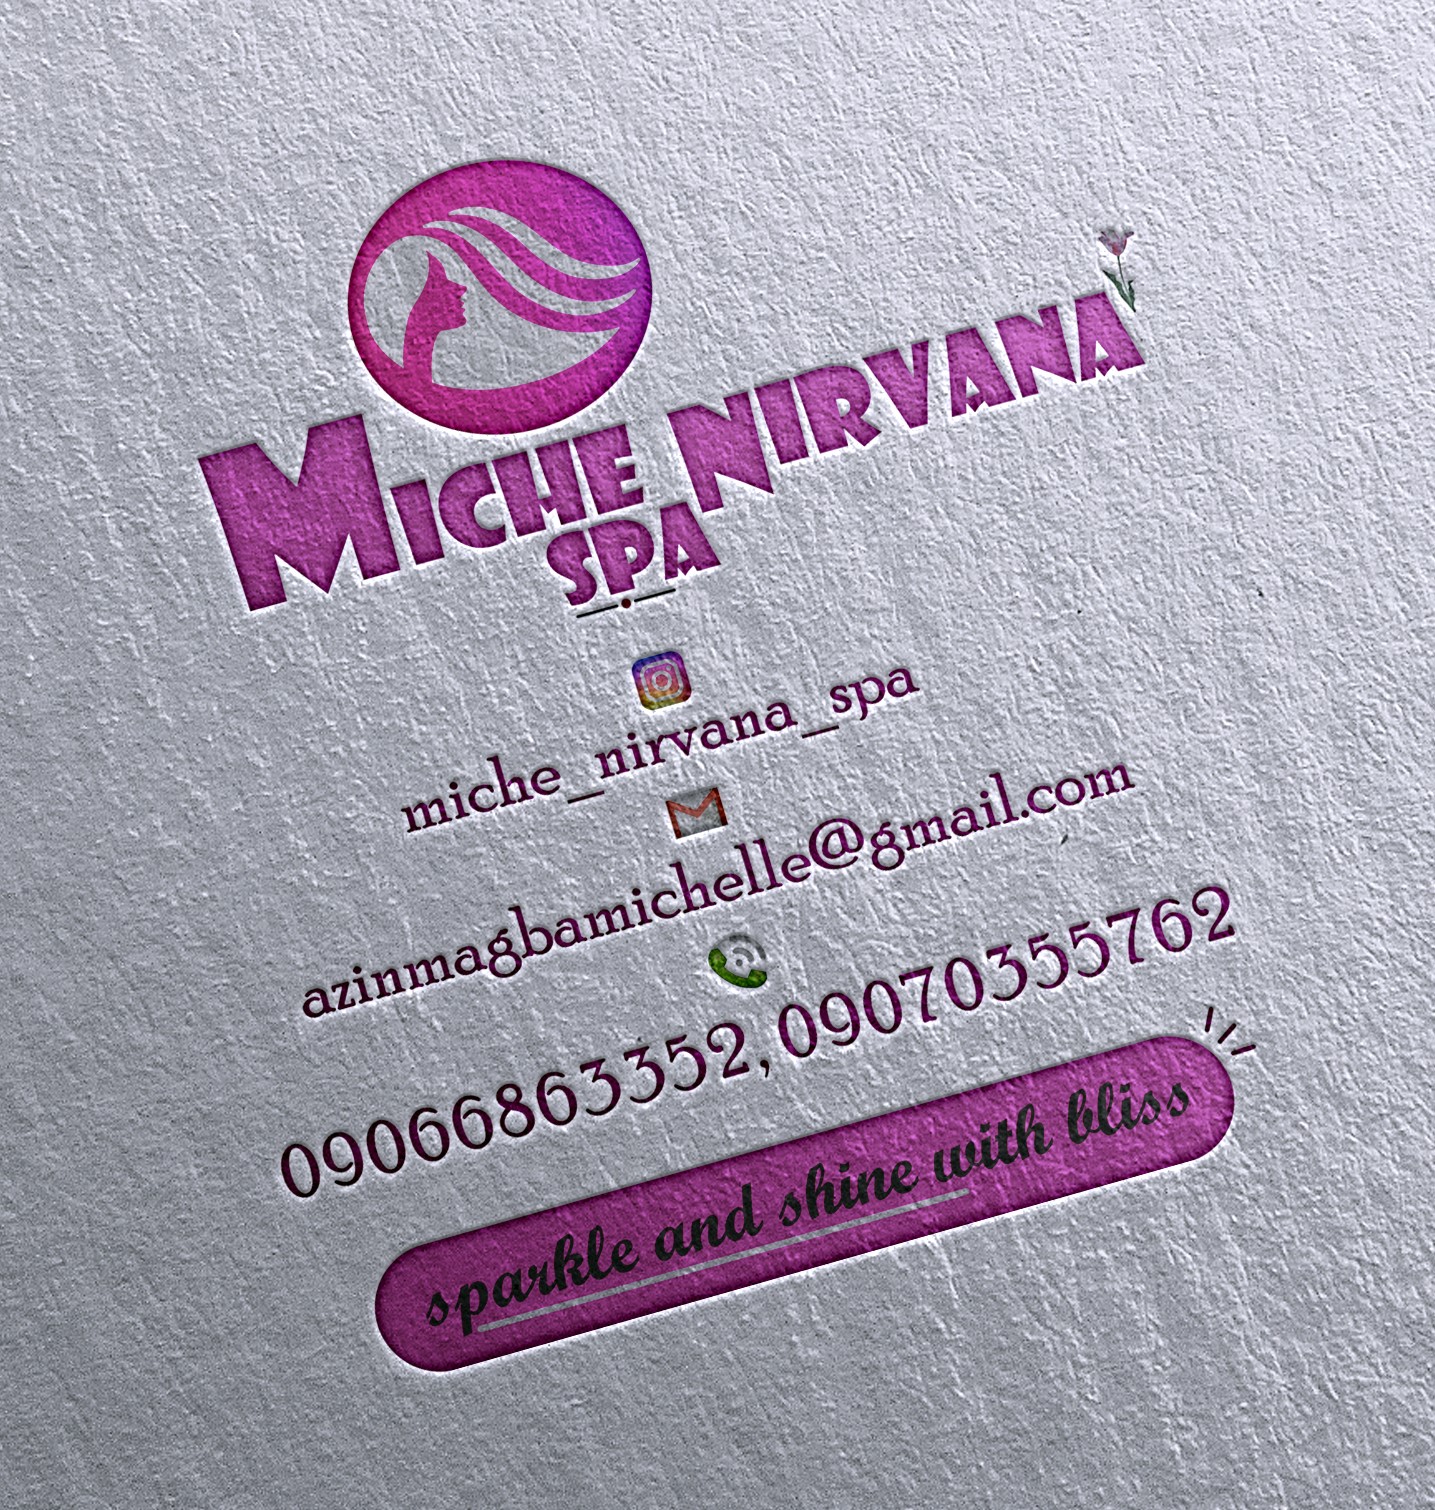 MICHE NIRVANA
SPA
miche_nirvana_spa
azinmagbamichelle@gmail.com
09066863352, 09070355762
sparkle and shine with bliss